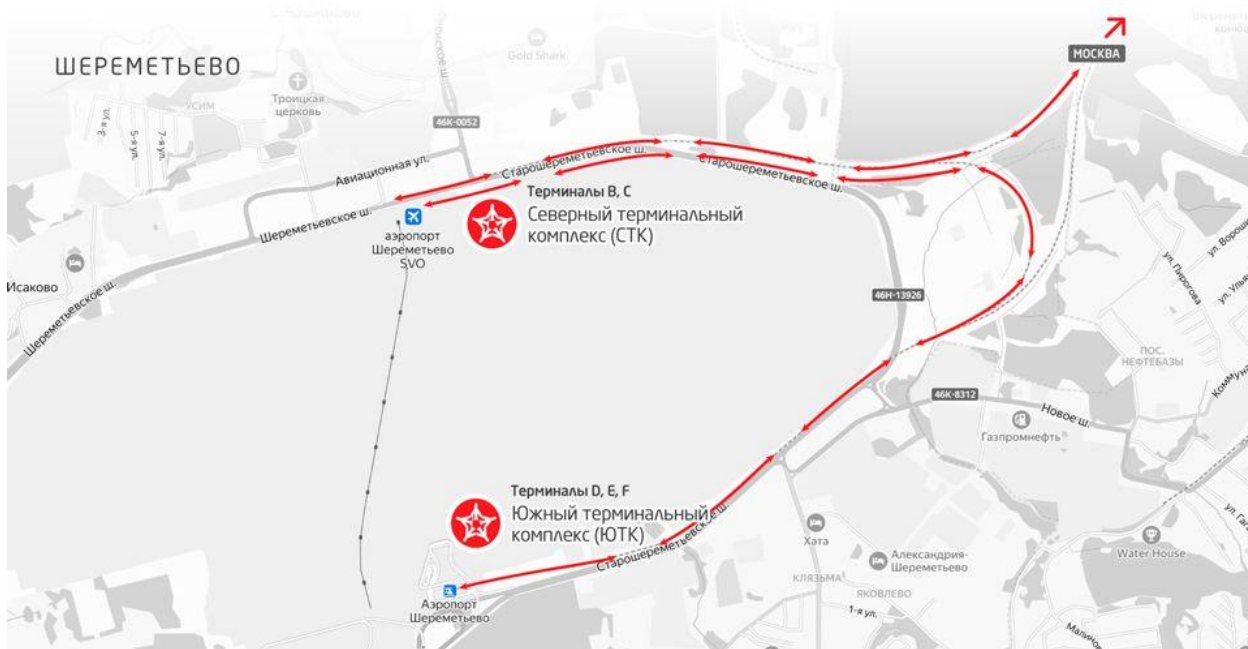 ШЕРЕМЕТЬЕВО
МОСКВА
Gold Shark
Троицкая
церковь
УСИМ
3-я ул.
5-я ул.
7-я ул.
46К-0052
Авиационная ул.
Старошереметьевское ш.
Старошереметьевское ш.
Шереметьевское ш.
Терминалы B, C
Северный терминальный
комплекс (СТК)
аэропорт
Шереметьево
SVO
Исаково
Шереметьевское ш.
46Н-13926
ул. Пирогова
ПОС.
НЕФТЕБАЗЫ
46К-8312
Новое ш.
Газпромнефть
Терминалы D, E, F
Южный терминальный
комплекс (ЮТК)
Старошереметьевское ш.
Хата
Александрия-
Шереметьево
Water House
КЛЯЗЬМА
ЯКОВЛЕВО
1-я ул.
Аэропорт
Шереметьево